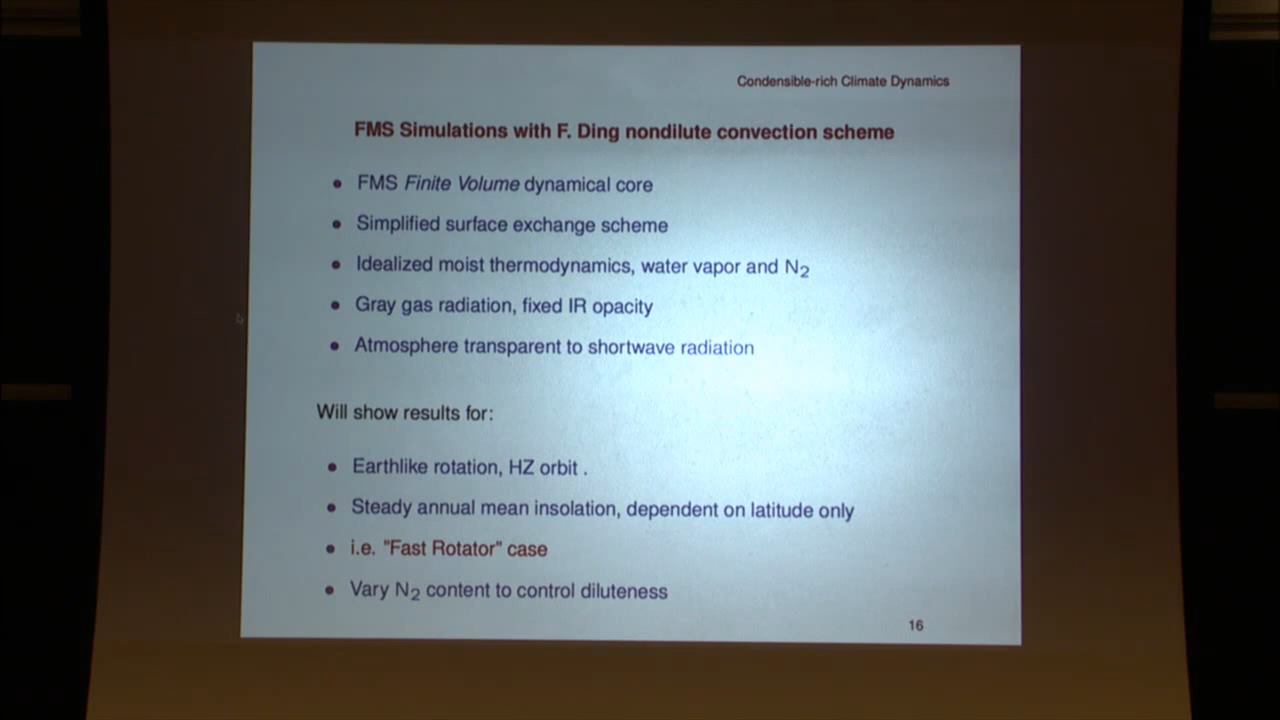 Condensible-rich Climate Dynamics
FMS Simulations with F. Ding nondilute convection scheme
• FMS Finite Volume dynamical core
• Simplified surface exchange scheme
• Idealized moist thermodynamics, water vapor and N2
• Gray gas radiation, fixed IR opacity
• Atmosphere transparent to shortwave radiation
Will show results for:
• Earthlike rotation, HZ orbit .
• Steady annual mean insolation, dependent on latitude only
• i.e. "Fast Rotator" case
• Vary N2 content to control diluteness
16